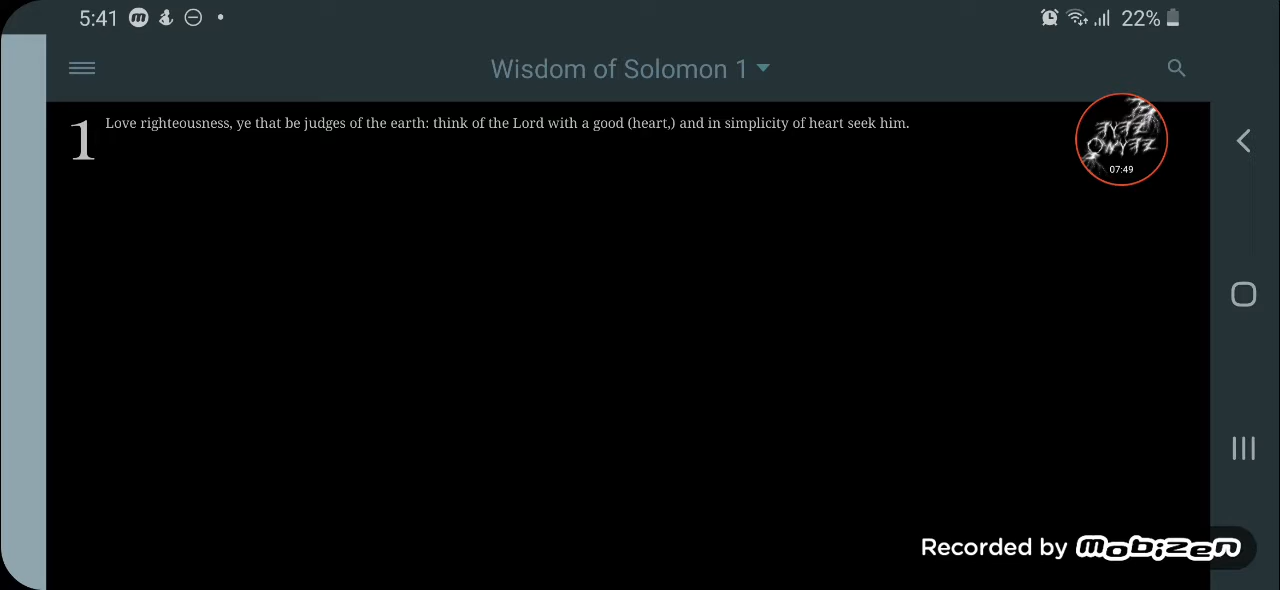 5:41
22%
Wisdom of Solomon 1
1 Love righteousness, ye that be judges of the earth: think of the Lord with a good (heart,) and in simplicity of heart seek him.
07:49
Recorded by mobizen